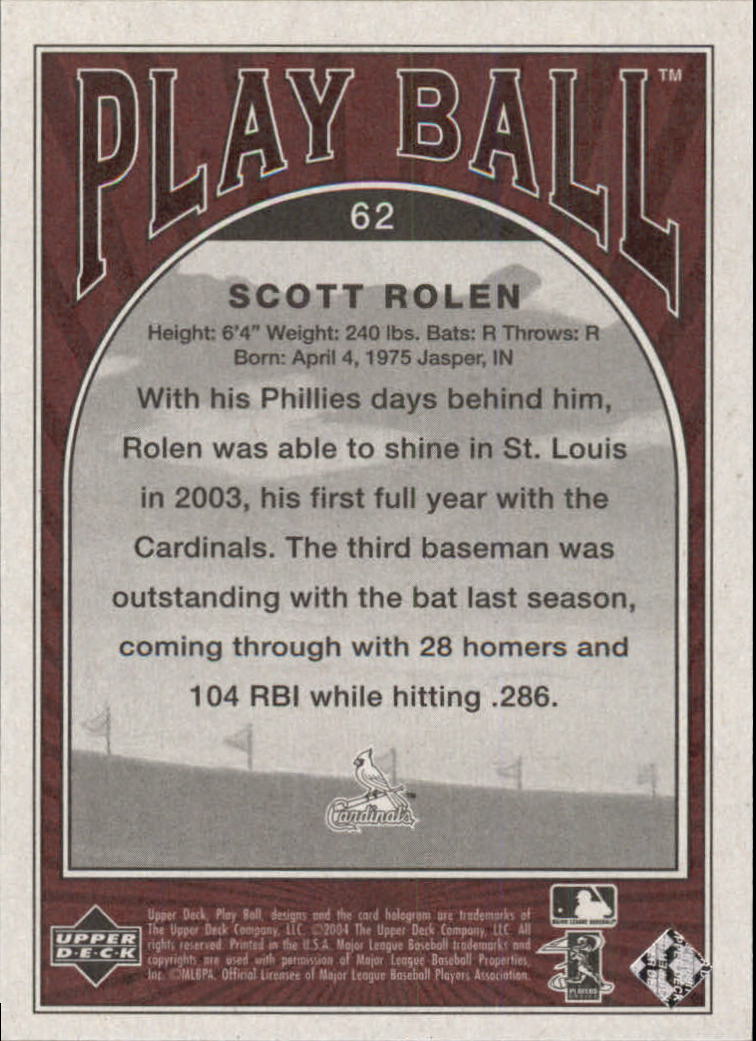 PLAY BALL™
62
SCOTT ROLEN
Height: 6'4" Weight: 240 lbs. Bats: R Throws: R
Born: April 4, 1975 Jasper, IN
With his Phillies days behind him,
Rolen was able to shine in St. Louis
in 2003, his first full year with the
Cardinals. The third baseman was
outstanding with the bat last season,
coming through with 28 homers and
104 RBI while hitting .286.
Cardinals
Upper Deck, Play Ball, designs and the card hologram are trademarks of
The Upper Deck Company, LLC. ©2004 The Upper Deck Company, LLC. All
rights reserved. Printed in the U.S.A. Major League Baseball trademarks and
copyrights are used with permission of Major League Baseball Properties,
Inc. ©MLBPA. Official Licensee of Major League Baseball Players Association.
UPPER
D·E·C·K
MAJOR LEAGUE BASEBALL
PLAYERS